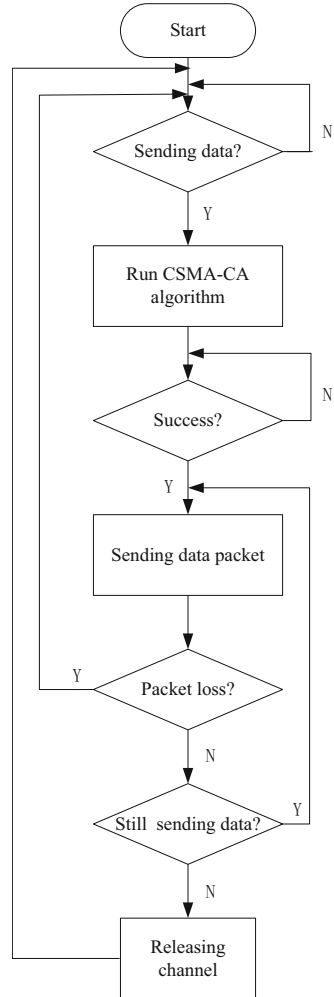 Start
N
Sending data?
Y
Run CSMA-CA
algorithm
N
Success?
Y
Sending data packet
Y
Packet loss?
N
Still sending data?
Y
N
Releasing
channel